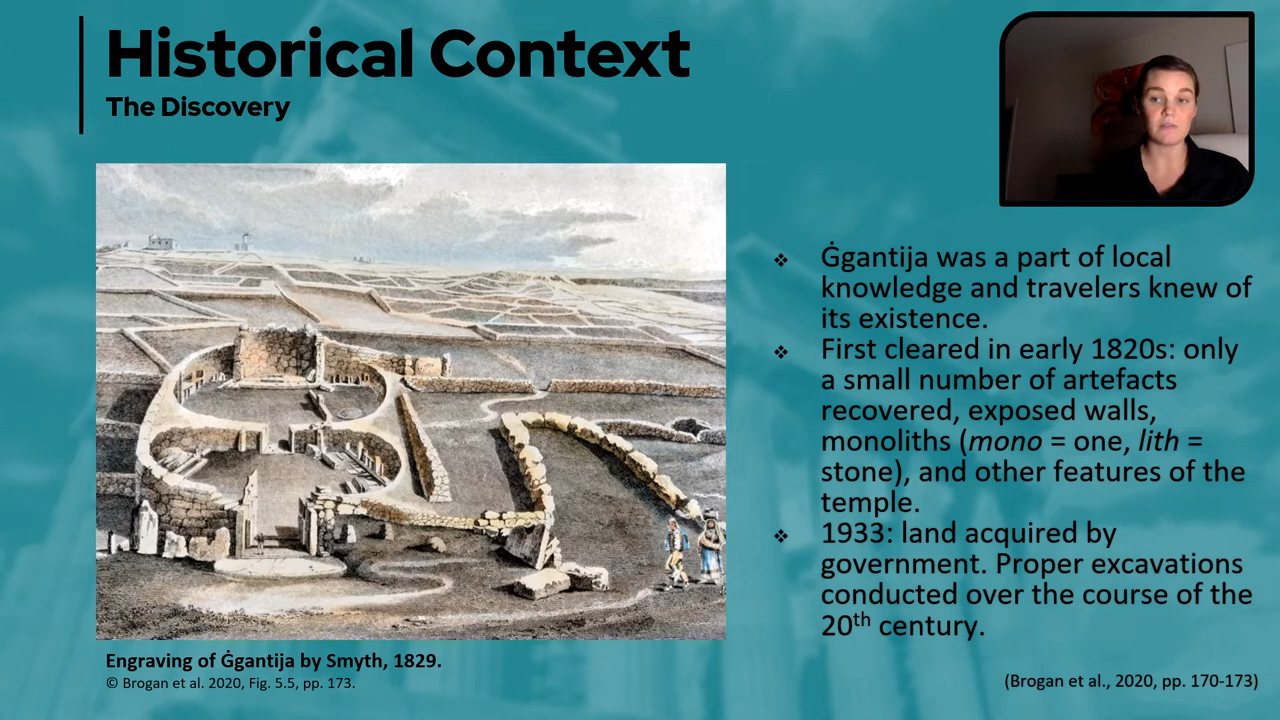 Historical Context
The Discovery
Ġgantija was a part of local
knowledge and travelers knew of
its existence.
First cleared in early 1820s: only
a small number of artefacts
recovered, exposed walls,
monoliths (mono = one, lith =
stone), and other features of the
temple.
1933: land acquired by
government. Proper excavations
conducted over the course of the
20th century.
Engraving of Ġgantija by Smyth, 1829.
© Brogan et al. 2020, Fig. 5.5, pp. 173.
(Brogan et al., 2020, pp. 170-173)